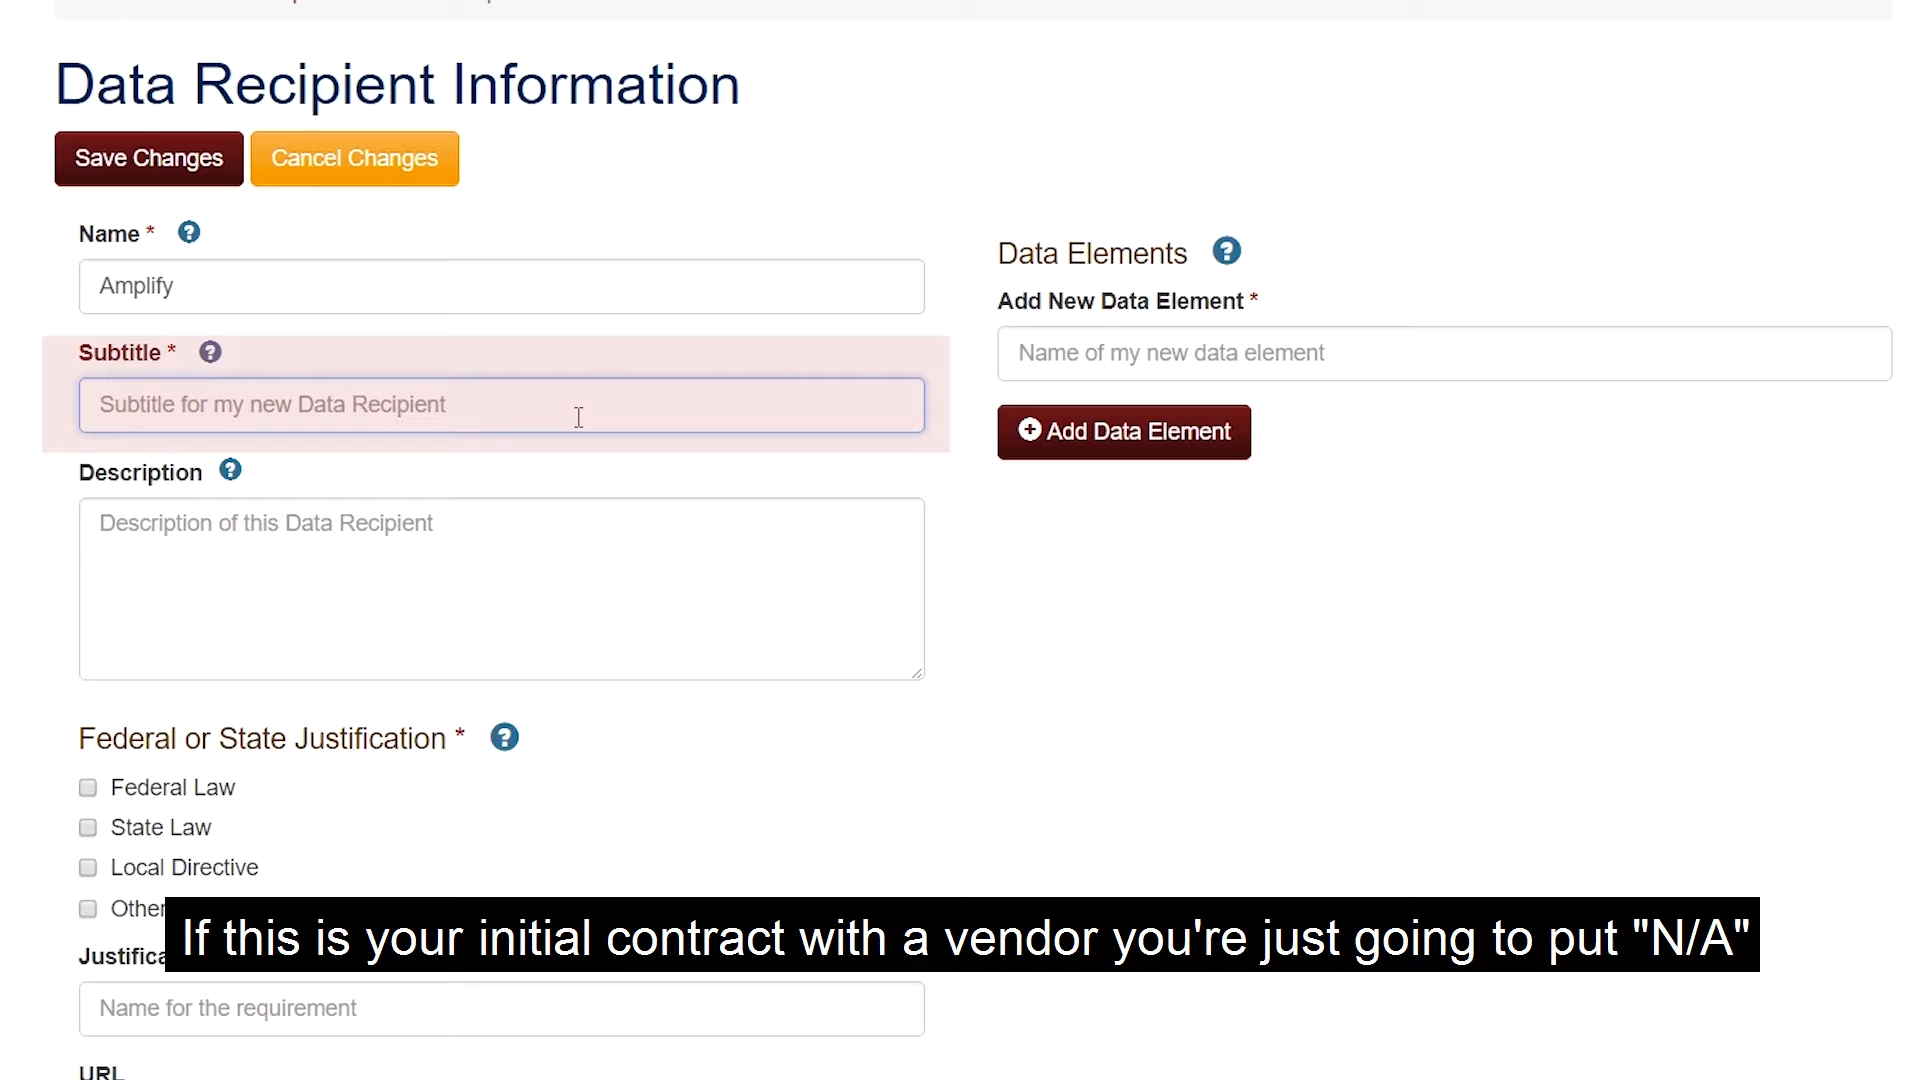 Data Recipient Information
Save Changes
Cancel Changes
Name *
Amplify
Subtitle *
Subtitle for my new Data Recipient
Description
Description of this Data Recipient
Federal or State Justification *
Federal Law
State Law
Local Directive
Other
If this is your initial contract with a vendor you're just going to put "N/A"
Name for the requirement
URL
Data Elements
Add New Data Element *
Name of my new data element
Add Data Element